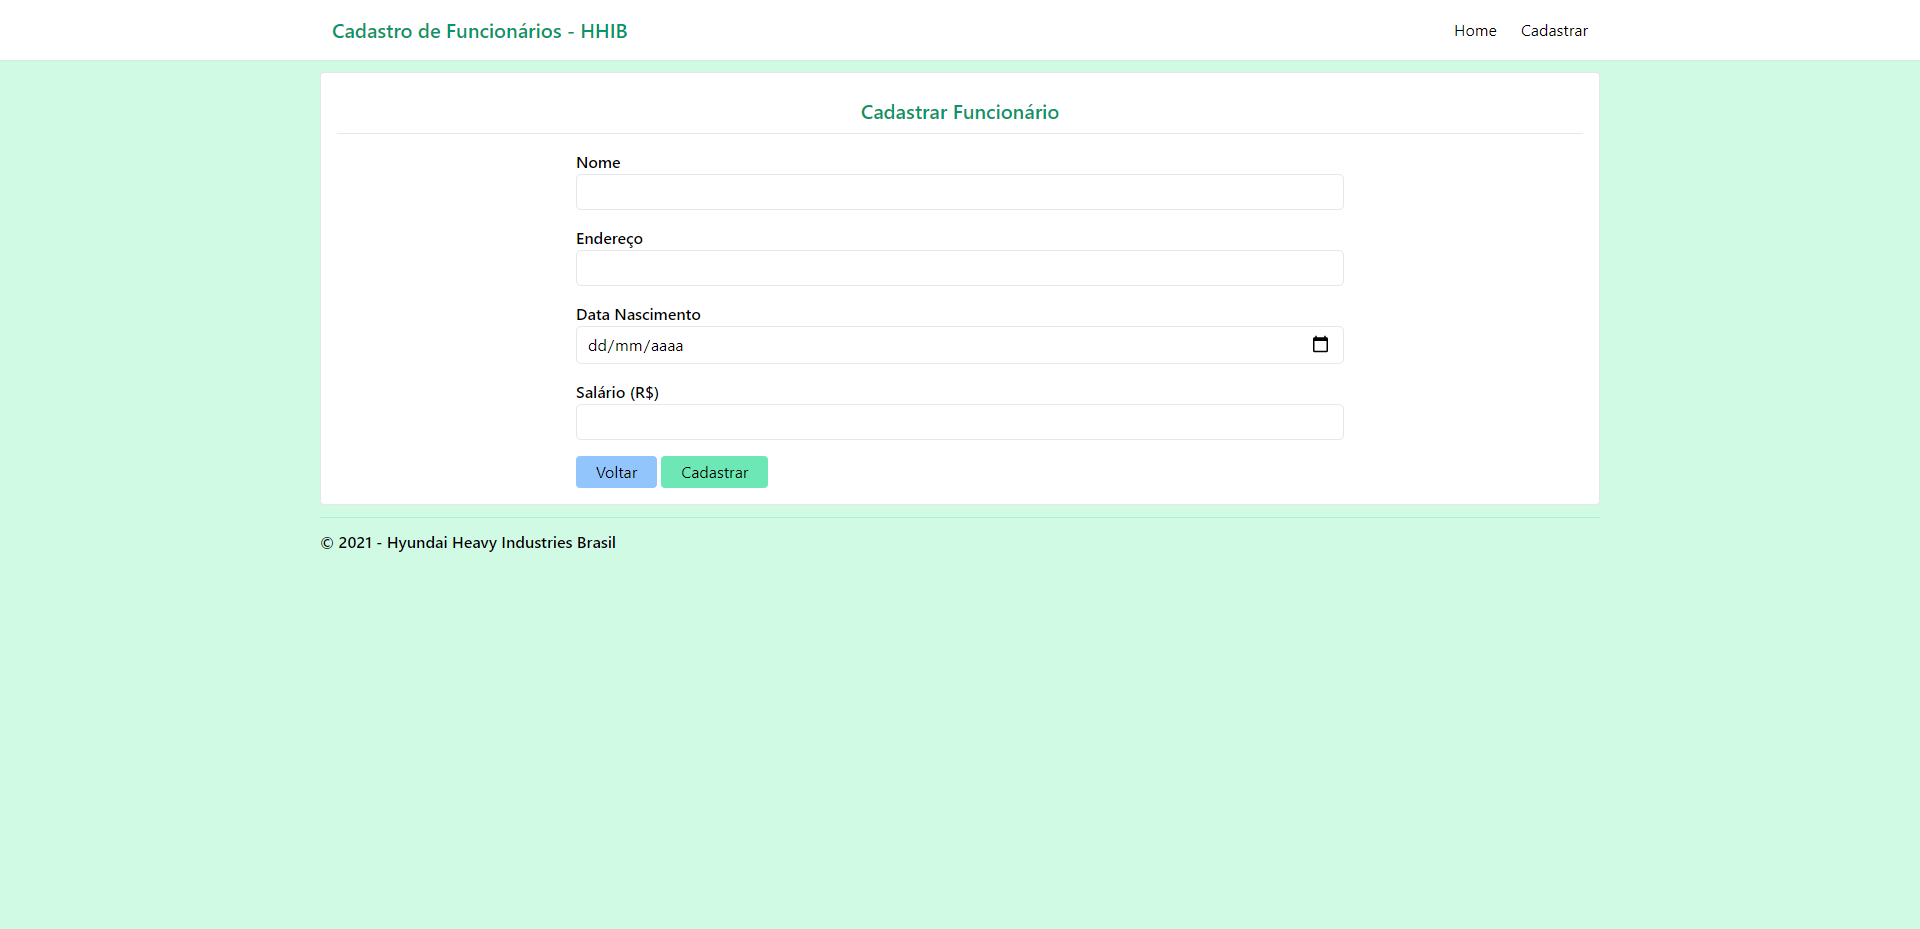 Cadastro de Funcionários - HHIB
Home Cadastrar
Cadastrar Funcionário
Nome
Endereço
Data Nascimento
dd/mm/aaaa
Salário (R$)
Voltar Cadastrar
© 2021 - Hyundai Heavy Industries Brasil